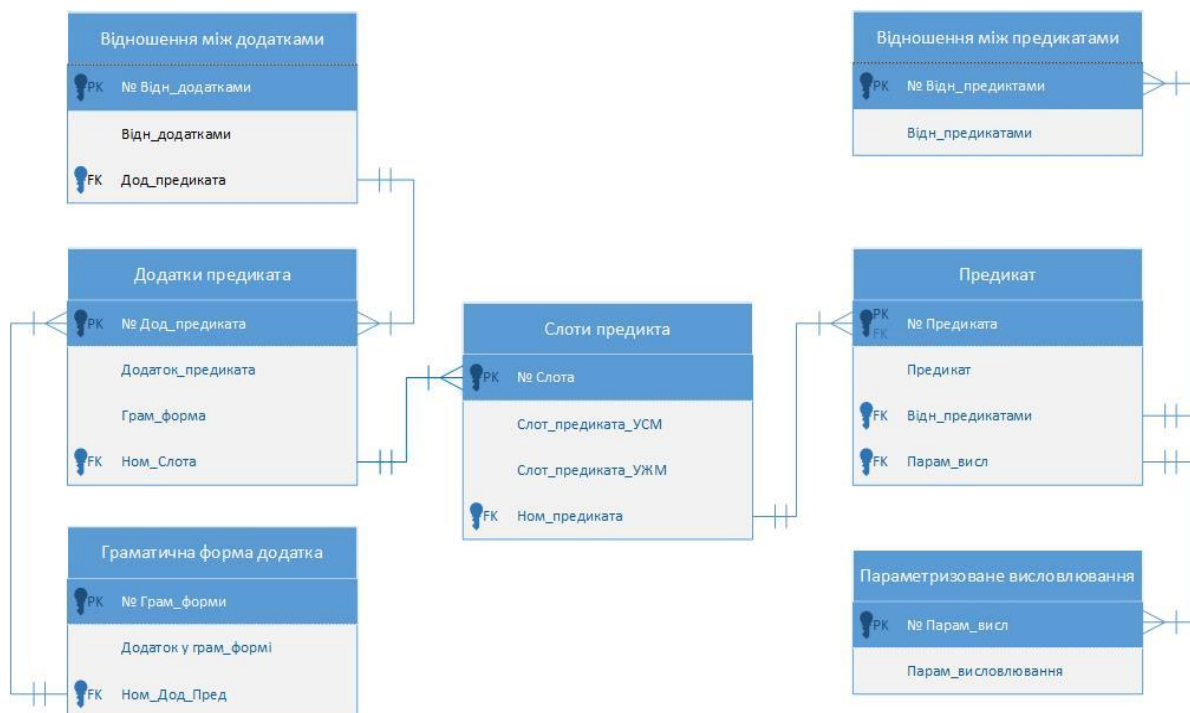 Відношення між додатками
PK № Відн_додатками
Відн_додатками
FK Дод_предиката
Додатки предиката
PK № Дод_предиката
Додаток_предиката
Грам_форма
FK Ном_Слота
Граматична форма додатка
PK № Грам_форми
Додаток у грам_формі
FK Ном_Дод_Пред
Слоти предикта
PK № Слота
Слот_предиката_УСМ
Слот_предиката_УЖМ
FK Ном_предиката
Відношення між предикатами
PK № Відн_предиктами
Відн_предикатами
Предикат
PK
FK № Предиката
Предикат
FK Відн_предикатами
FK Парам_висл
Параметризоване висловлювання
PK № Парам_висл
Парам_висловлювання